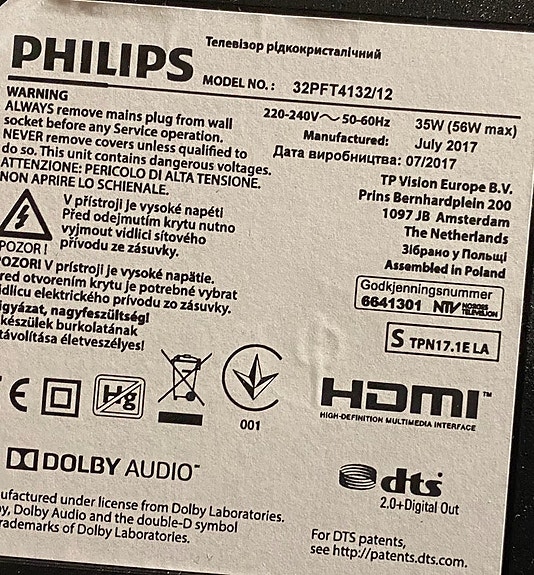 PHILIPS
Телевізор рідкокристалічний
MODEL NO.: 32PFT4132/12
WARNING
ALWAYS remove mains plug from wall
socket before any Service operation.
NEVER remove covers unless qualified to
do so. This unit contains dangerous voltages.
ATTENZIONE: PERICOLO DI ALTA TENSIONE.
NON APRIRE LO SCHIENALE.
220-240V~ 50-60Hz 35W (56W max)
Manufactured: July 2017
Дата виробництва: 07/2017
TP Vision Europe B.V.
Prins Bernhardplein 200
1097 JB Amsterdam
The Netherlands
Зібрано у Польщі
Assembled in Poland
V přístroji je vysoké napětí
Před odejmutím krytu nutno
vyjmout vidlici síťového
přívodu ze zásuvky.
POZOR!
POZOR! V prístroji je vysoké napätie.
red otvorením krytu je potrebné vybrat
idlicu elektrického prívodu zo zásuvky.
igyázat, nagyfeszültség!
készülek burkolatának
távolítása életveszélyes!
Godkjenningsnummer
6641301 NTV
S TPN17.1E LA
CE
Hg
001
HDMI™
HIGH-DEFINITION MULTIMEDIA INTERFACE
DOLBY AUDIO™
ufactured under license from Dolby Laboratories.
y, Dolby Audio and the double-D symbol
rademarks of Dolby Laboratories.
dts
2.0+Digital Out
For DTS patents,
see http://patents.dts.com.